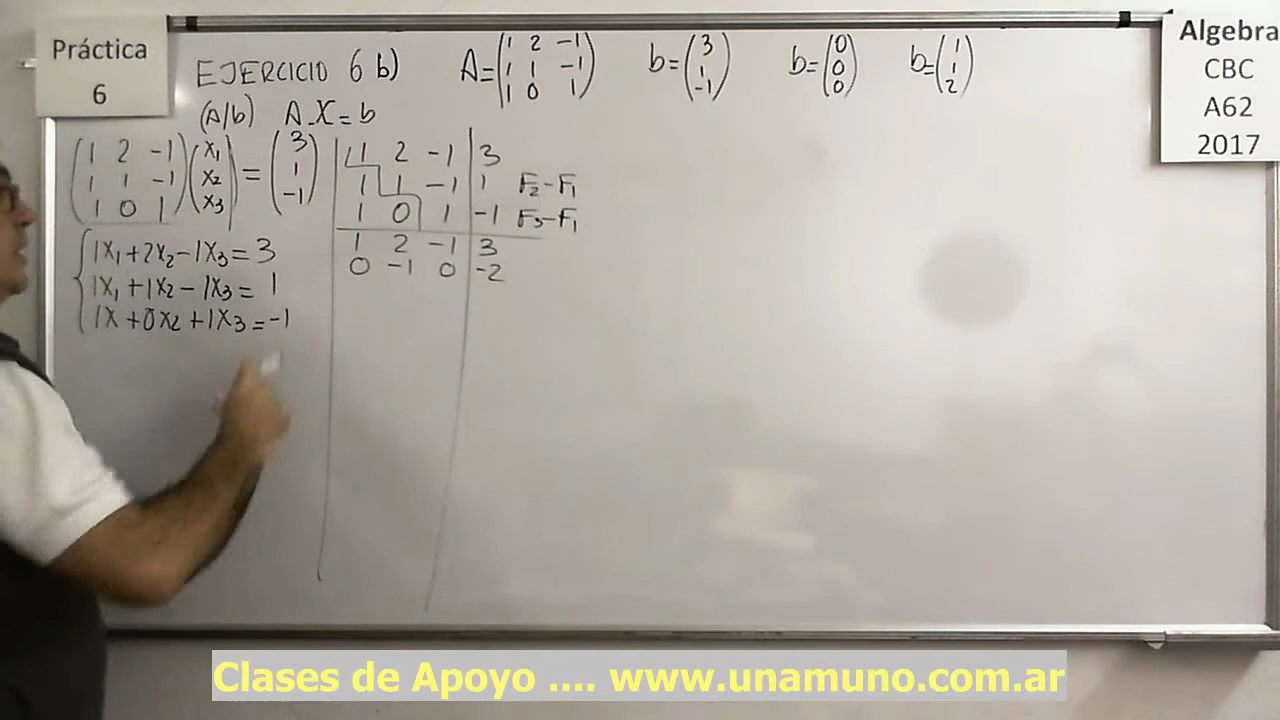 Práctica
6
Algebra
CBC
A62
2017
EJERCICIO 6 b)
A=(1 2 -1
1 1 -1
1 0 1)
b=(3
1
-1)
b=(0
0
0)
b=(1
1
2)
(A/b) A.X=b
(1 2 -1
1 1 -1
1 0 1)
(x1
x2
x3)
=
(3
1
-1)
1x1+2x2-1x3=3
1x1+1x2-1x3=1
1x+0x2+1x3=-1
1 2 -1 | 3
1 1 -1 | 1 F2-F1
1 0 1 | -1 F3-F1
1 2 -1 | 3
0 -1 0 | -2
Clases de Apoyo .... www.unamuno.com.ar